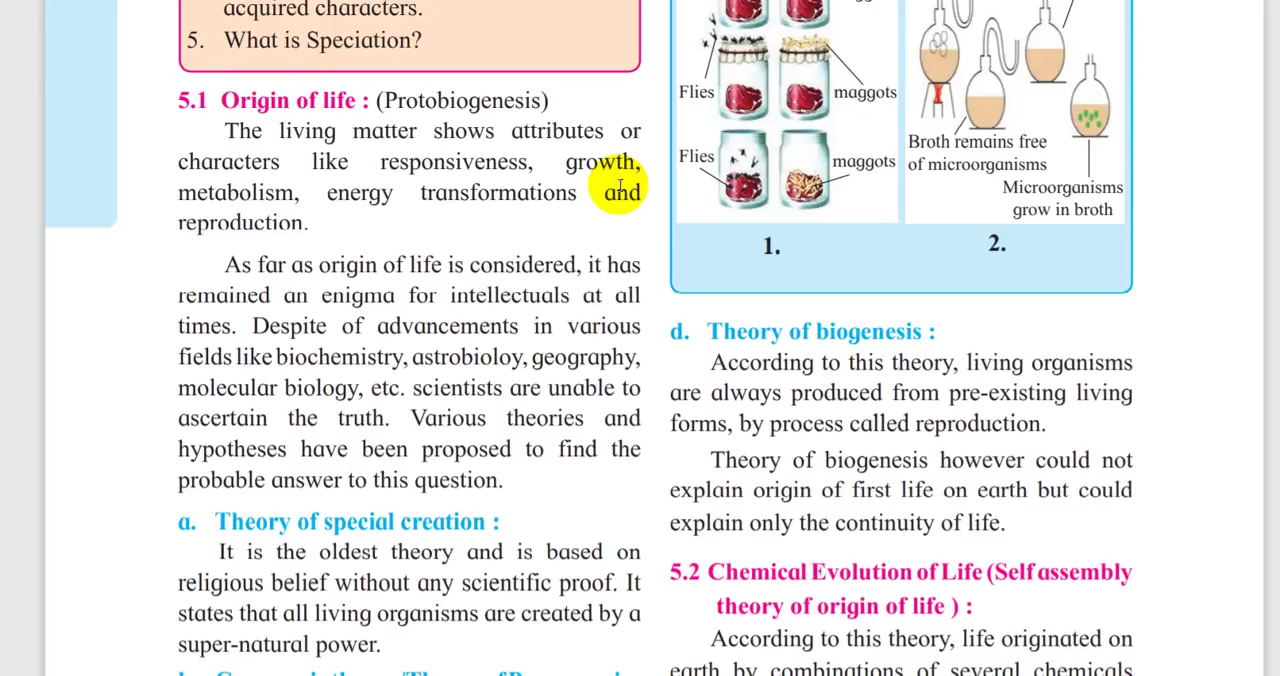 acquired characters.
5. What is Speciation?
5.1 Origin of life : (Protobiogenesis)
The living matter shows attributes or
characters like responsiveness, growth,
metabolism, energy transformations and
reproduction.
As far as origin of life is considered, it has
remained an enigma for intellectuals at all
times. Despite of advancements in various
fields like biochemistry, astrobioloy, geography,
molecular biology, etc. scientists are unable to
ascertain the truth. Various theories and
hypotheses have been proposed to find the
probable answer to this question.
a. Theory of special creation :
It is the oldest theory and is based on
religious belief without any scientific proof. It
states that all living organisms are created by a
super-natural power.
Flies
maggots
Flies
maggots
1.
Broth remains free
of microorganisms
Microorganisms
grow in broth
2.
d. Theory of biogenesis :
According to this theory, living organisms
are always produced from pre-existing living
forms, by process called reproduction.
Theory of biogenesis however could not
explain origin of first life on earth but could
explain only the continuity of life.
5.2 Chemical Evolution of Life (Self assembly
theory of origin of life ) :
According to this theory, life originated on
earth by combinations of several chemicals